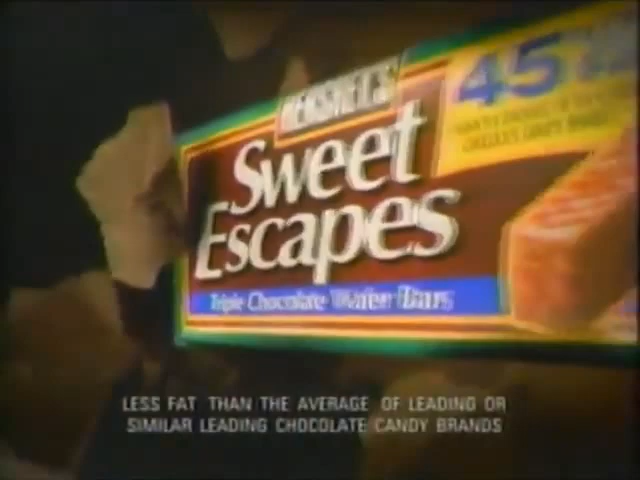 HERSHEY'S
45
Sweet
Escapes
Triple Chocolate Wafer Bars
LESS FAT THAN THE AVERAGE OF LEADING OR
SIMILAR LEADING CHOCOLATE CANDY BRANDS